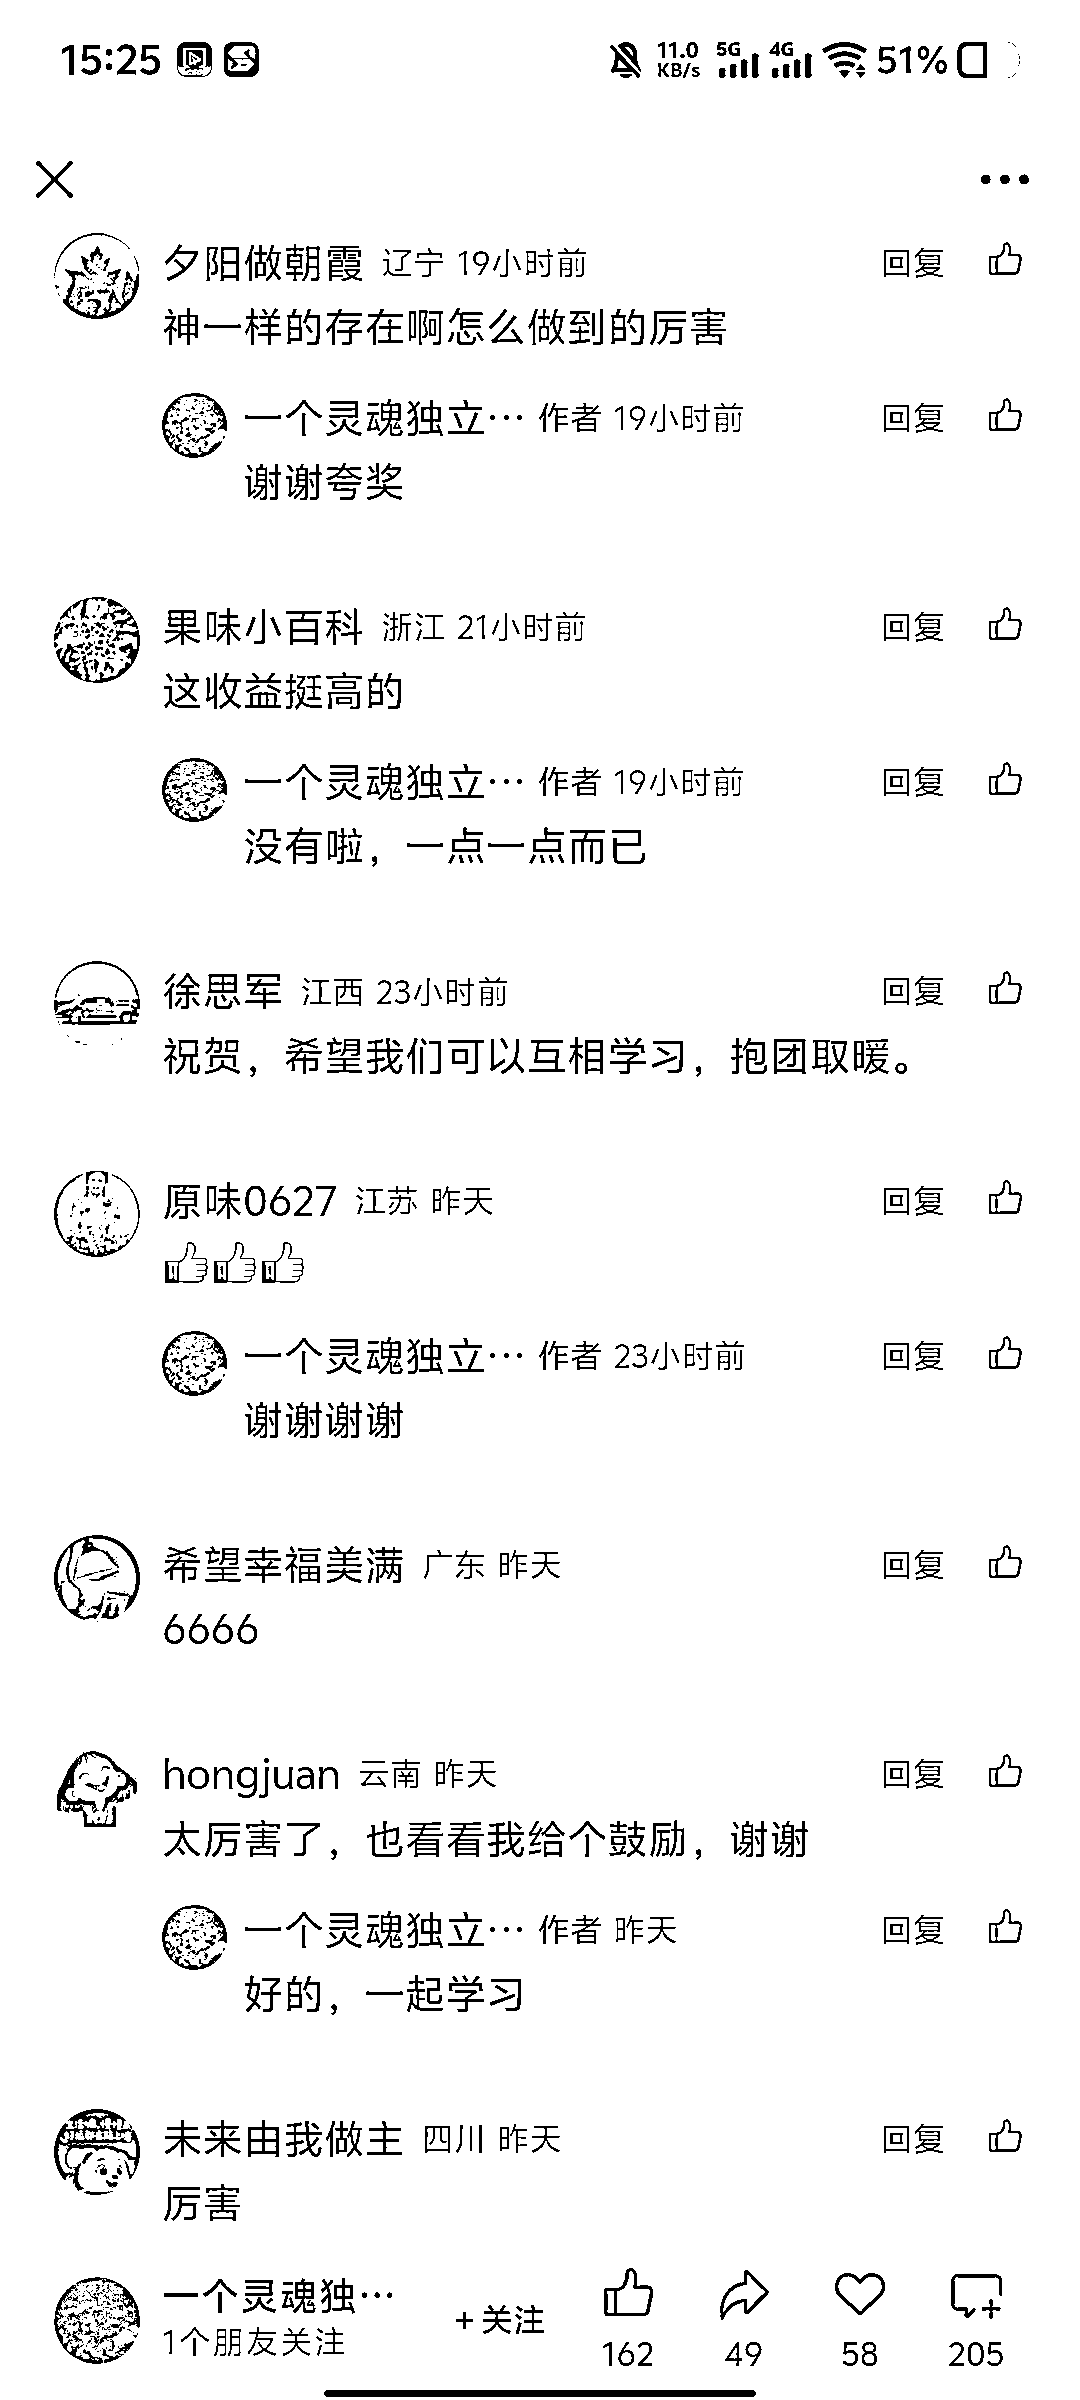 15:25 11.0 KB/s 5G 4G 51%
夕阳做朝霞 辽宁 19小时前 回复
神一样的存在啊怎么做到的厉害
一个灵魂独立… 作者 19小时前 回复
谢谢夸奖
果味小百科 浙江 21小时前 回复
这收益挺高的
一个灵魂独立… 作者 19小时前 回复
没有啦，一点一点而已
徐思军 江西 23小时前 回复
祝贺，希望我们可以互相学习，抱团取暖。
原味0627 江苏 昨天 回复
👍👍👍
一个灵魂独立… 作者 23小时前 回复
谢谢谢谢
希望幸福美满 广东 昨天 回复
6666
hongjuan 云南 昨天 回复
太厉害了，也看看我给个鼓励，谢谢
一个灵魂独立… 作者 昨天 回复
好的，一起学习
未来由我做主 四川 昨天 回复
厉害
一个灵魂独…
1个朋友关注
+关注
162 49 58 205